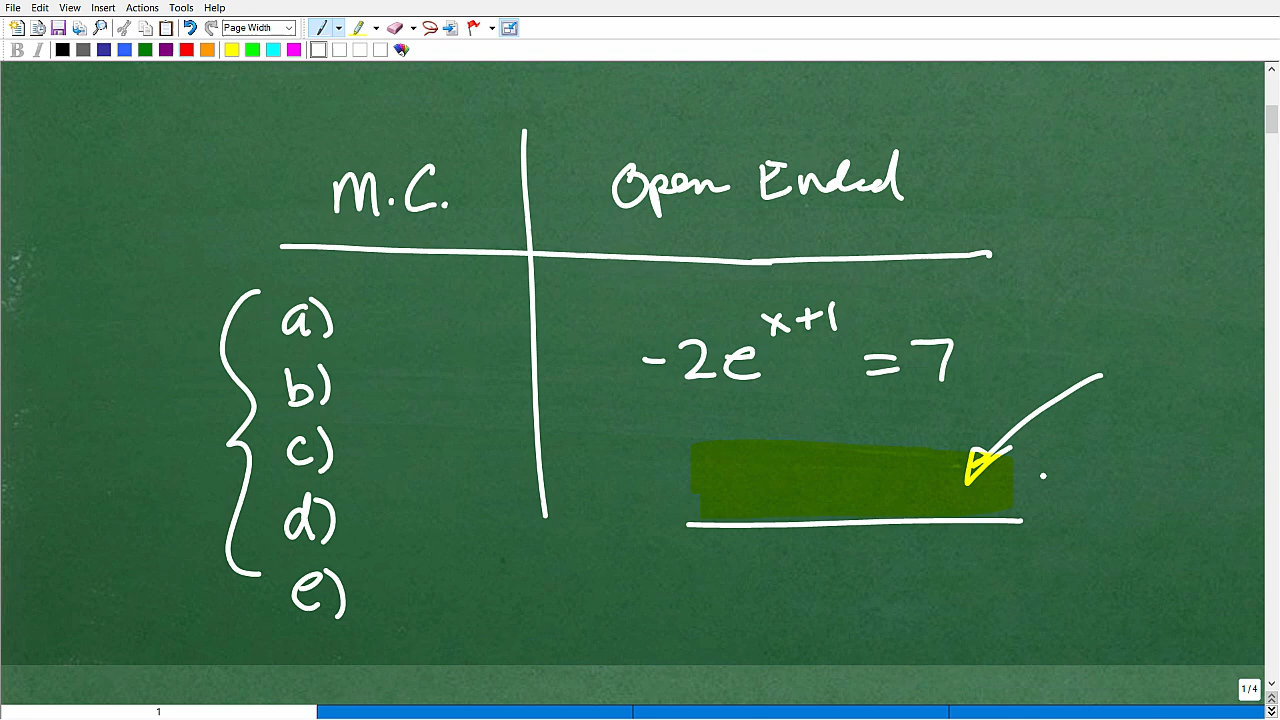 File Edit View Insert Actions Tools Help
Page Width
B I
M.C. Open Ended
a)
b)
c)
d)
e)
-2e^{x+1} = 7
1/4
1